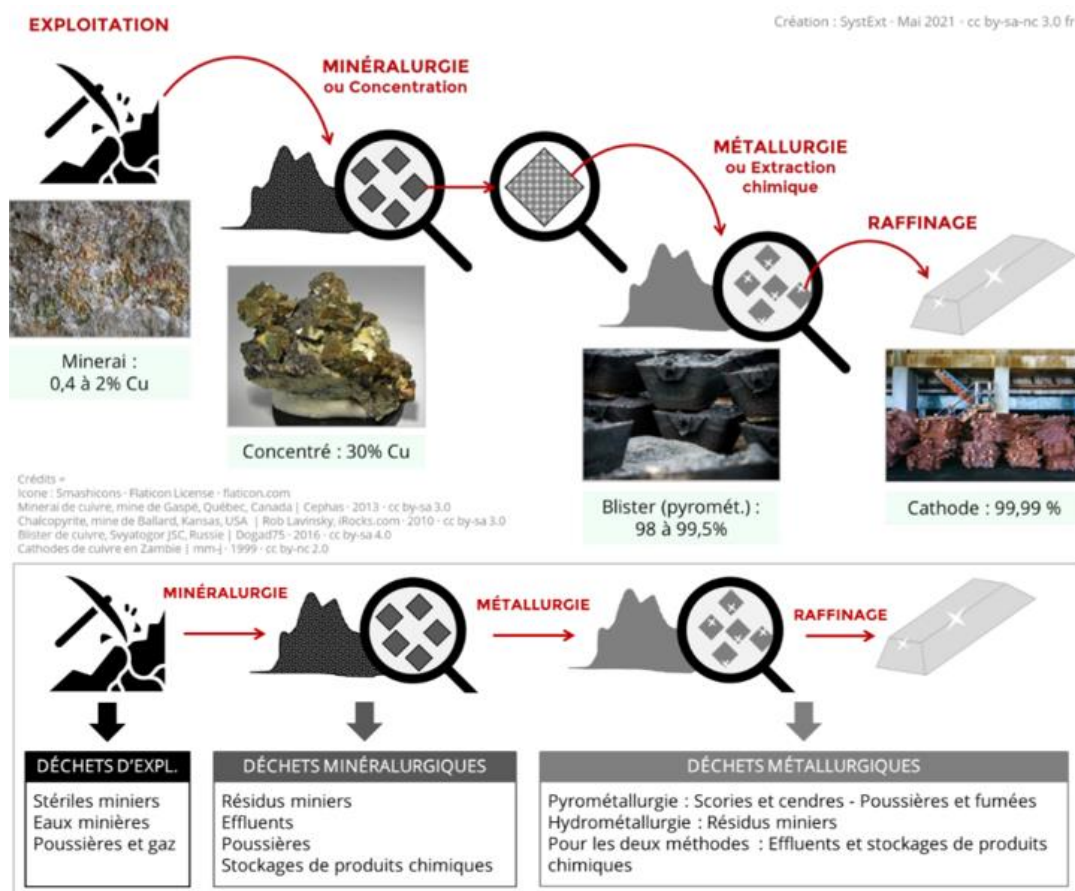 Création : SystExt · Mai 2021 · cc by-sa-nc 3.0 fr
EXPLOITATION
MINÉRALURGIE
ou Concentration
MÉTALLURGIE
ou Extraction
chimique
RAFFINAGE
Minerai :
0,4 à 2% Cu
Concentré : 30% Cu
Blister (pyromét.) :
98 à 99,5%
Cathode : 99,99 %
Crédits =
Icone : Smashicons · Flaticon License · flaticon.com
Minerai de cuivre, mine de Gaspé, Québec, Canada | Cephas · 2013 · cc by-sa 3.0
Chalcopyrite, mine de Ballard, Kansas, USA | Rob Lavinsky, iRocks.com · 2010 · cc by-sa 3.0
Blister de cuivre, Svyatogor JSC, Russie | Dogad75 · 2016 · cc by-sa 4.0
Cathodes de cuivre en Zambie | mm-j · 1999 · cc by-nc 2.0
MINÉRALURGIE
MÉTALLURGIE
RAFFINAGE
DÉCHETS D'EXPL.
Stériles miniers
Eaux minières
Poussières et gaz
DÉCHETS MINÉRALURGIQUES
Résidus miniers
Effluents
Poussières
Stockages de produits chimiques
DÉCHETS MÉTALLURGIQUES
Pyrométallurgie : Scories et cendres - Poussières et fumées
Hydrométallurgie : Résidus miniers
Pour les deux méthodes : Effluents et stockages de produits
chimiques